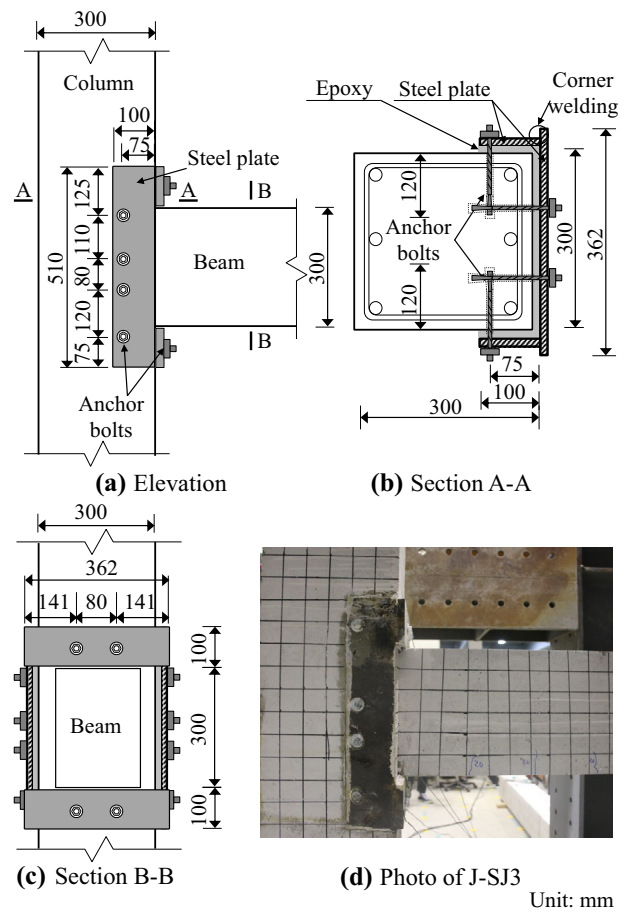 300
Column
100
75
Steel plate
A
A
B
125
110
510
80
120
75
Beam
300
B
Anchor
bolts
(a) Elevation
Epoxy
Steel plate
Corner
welding
120
Anchor
bolts
120
300
362
75
100
300
(b) Section A-A
300
362
141
80
141
100
Beam
300
100
(c) Section B-B
(d) Photo of J-SJ3
Unit: mm